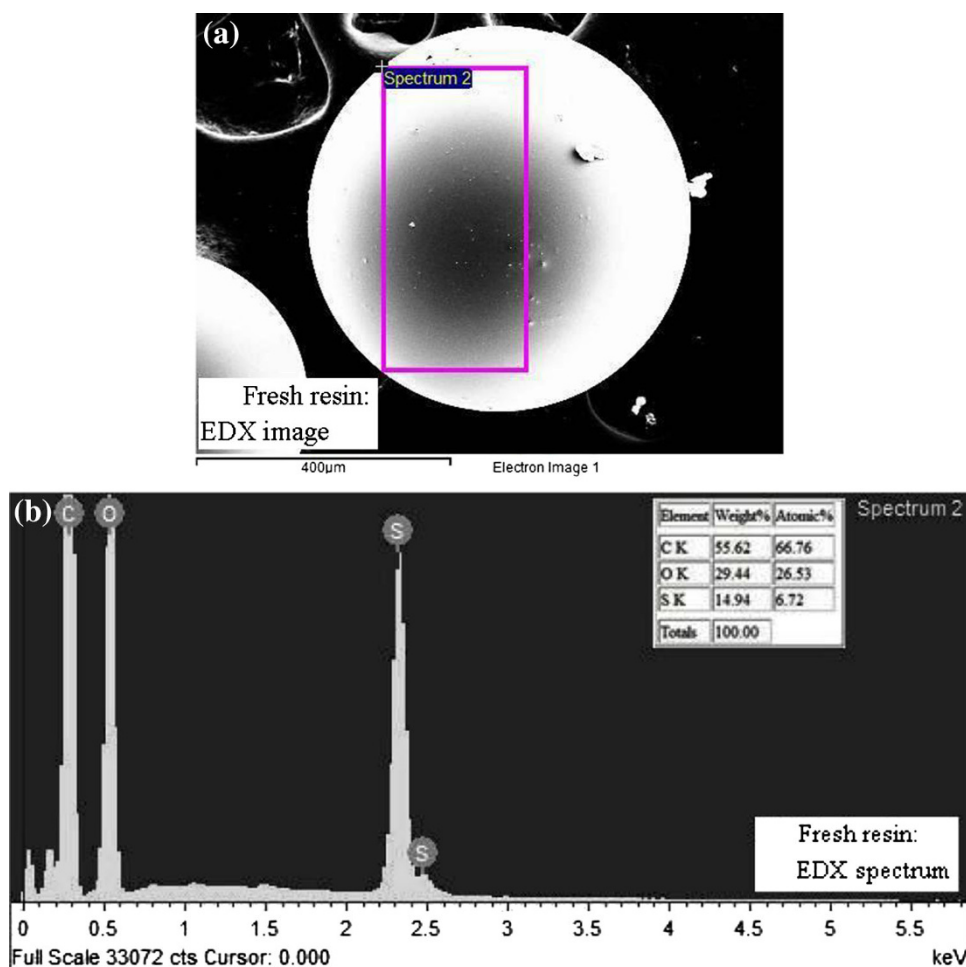 (a)
Spectrum 2
Fresh resin:
EDX image
400µm
Electron Image 1
(b)
C
O
S
S
Spectrum 2
Element Weight% Atomic%
C K 55.62 66.76
O K 29.44 26.53
S K 14.94 6.72
Totals 100.00
Fresh resin:
EDX spectrum
0 0.5 1 1.5 2 2.5 3 3.5 4 4.5 5 5.5
Full Scale 33072 cts Cursor: 0.000 keV